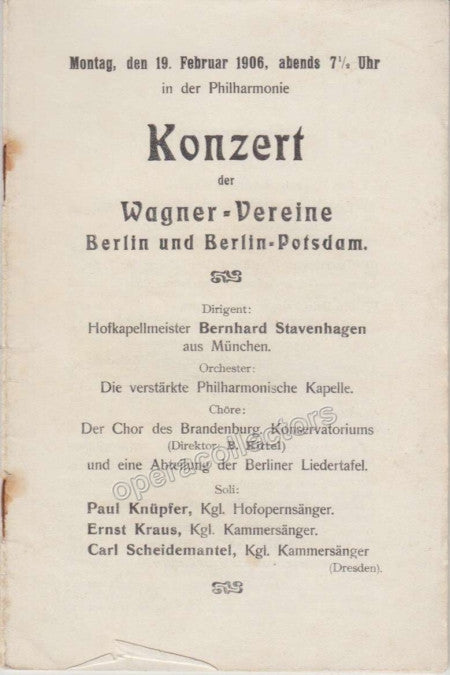 Montag, den 19. Februar 1906, abends 7½ Uhr
in der Philharmonie
Konzert
der
Wagner=Vereine
Berlin und Berlin=Potsdam.
Dirigent:
Hofkapellmeister Bernhard Stavenhagen
aus München.
Orchester:
Die verstärkte Philharmonische Kapelle.
Chöre:
Der Chor des Brandenburg. Konservatoriums
(Direktor B. Kittel)
und eine Abteilung der Berliner Liedertafel.
Soli:
Paul Knüpfer, Kgl. Hofopernsänger.
Ernst Kraus, Kgl. Kammersänger.
Carl Scheidemantel, Kgl. Kammersänger
(Dresden).
operacollectors